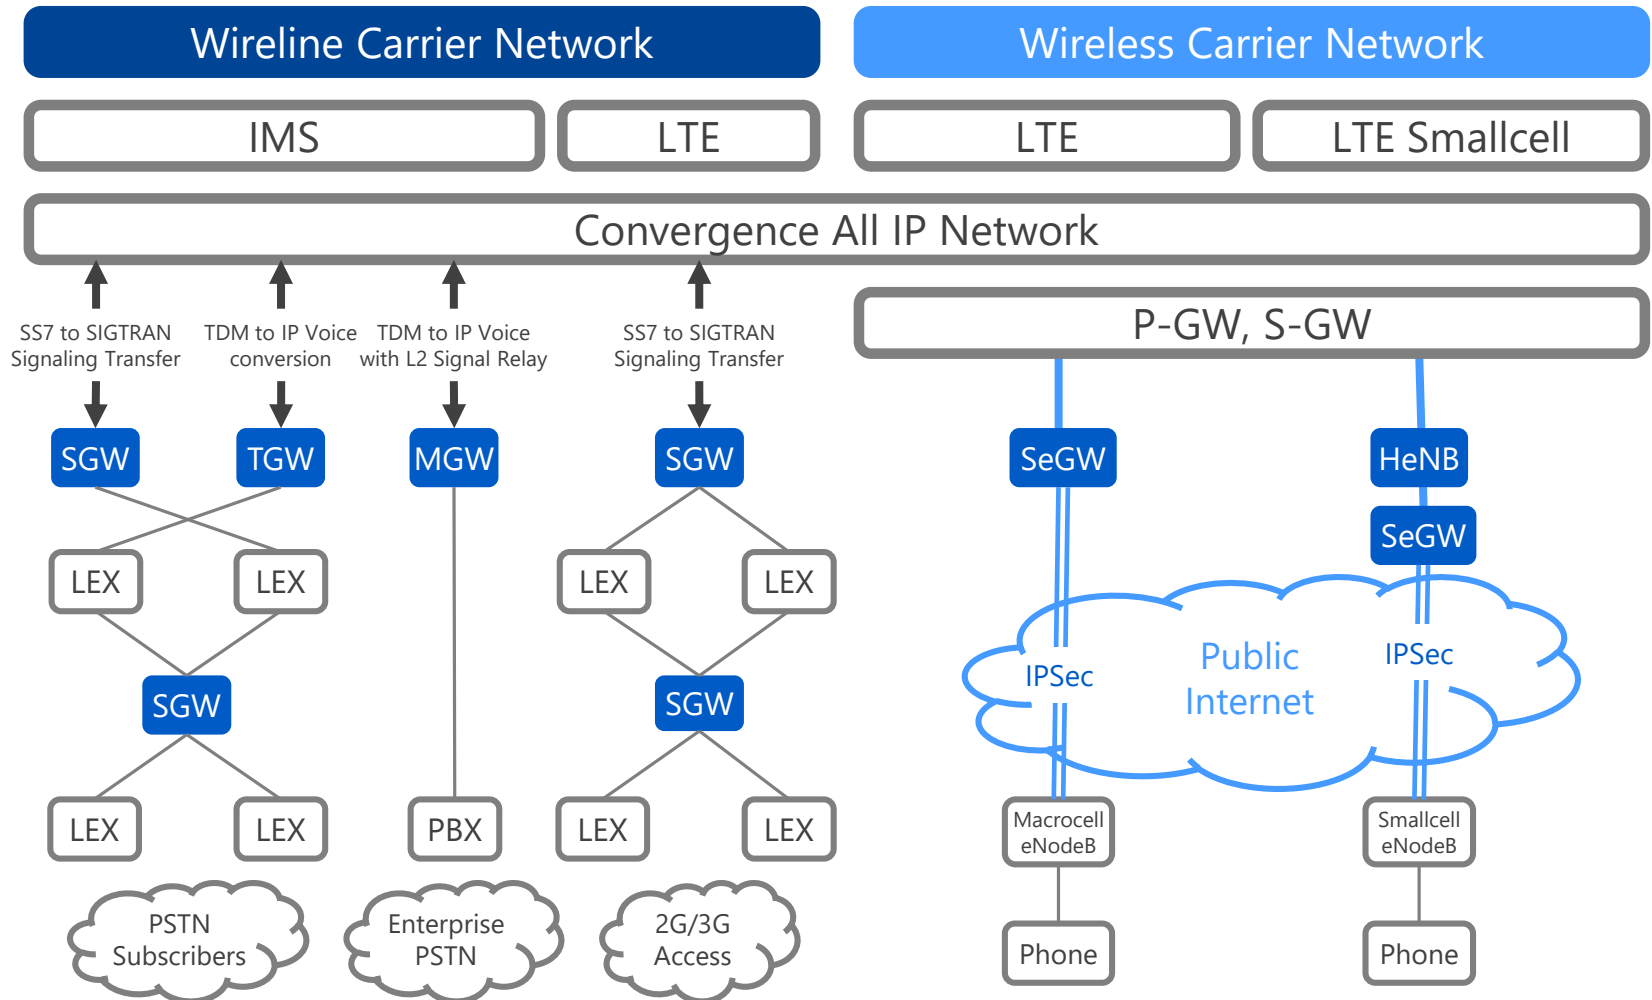 Wireline Carrier Network
Wireless Carrier Network
IMS
LTE
LTE
LTE Smallcell
Convergence All IP Network
P-GW, S-GW
SS7 to SIGTRAN
Signaling Transfer
TDM to IP Voice
conversion
TDM to IP Voice
with L2 Signal Relay
SS7 to SIGTRAN
Signaling Transfer
SGW
TGW
MGW
SGW
SeGW
HeNB
SeGW
LEX
LEX
LEX
LEX
IPSec
Public
Internet
IPSec
SGW
SGW
LEX
LEX
PBX
LEX
LEX
Macrocell
eNodeB
Smallcell
eNodeB
PSTN
Subscribers
Enterprise
PSTN
2G/3G
Access
Phone
Phone